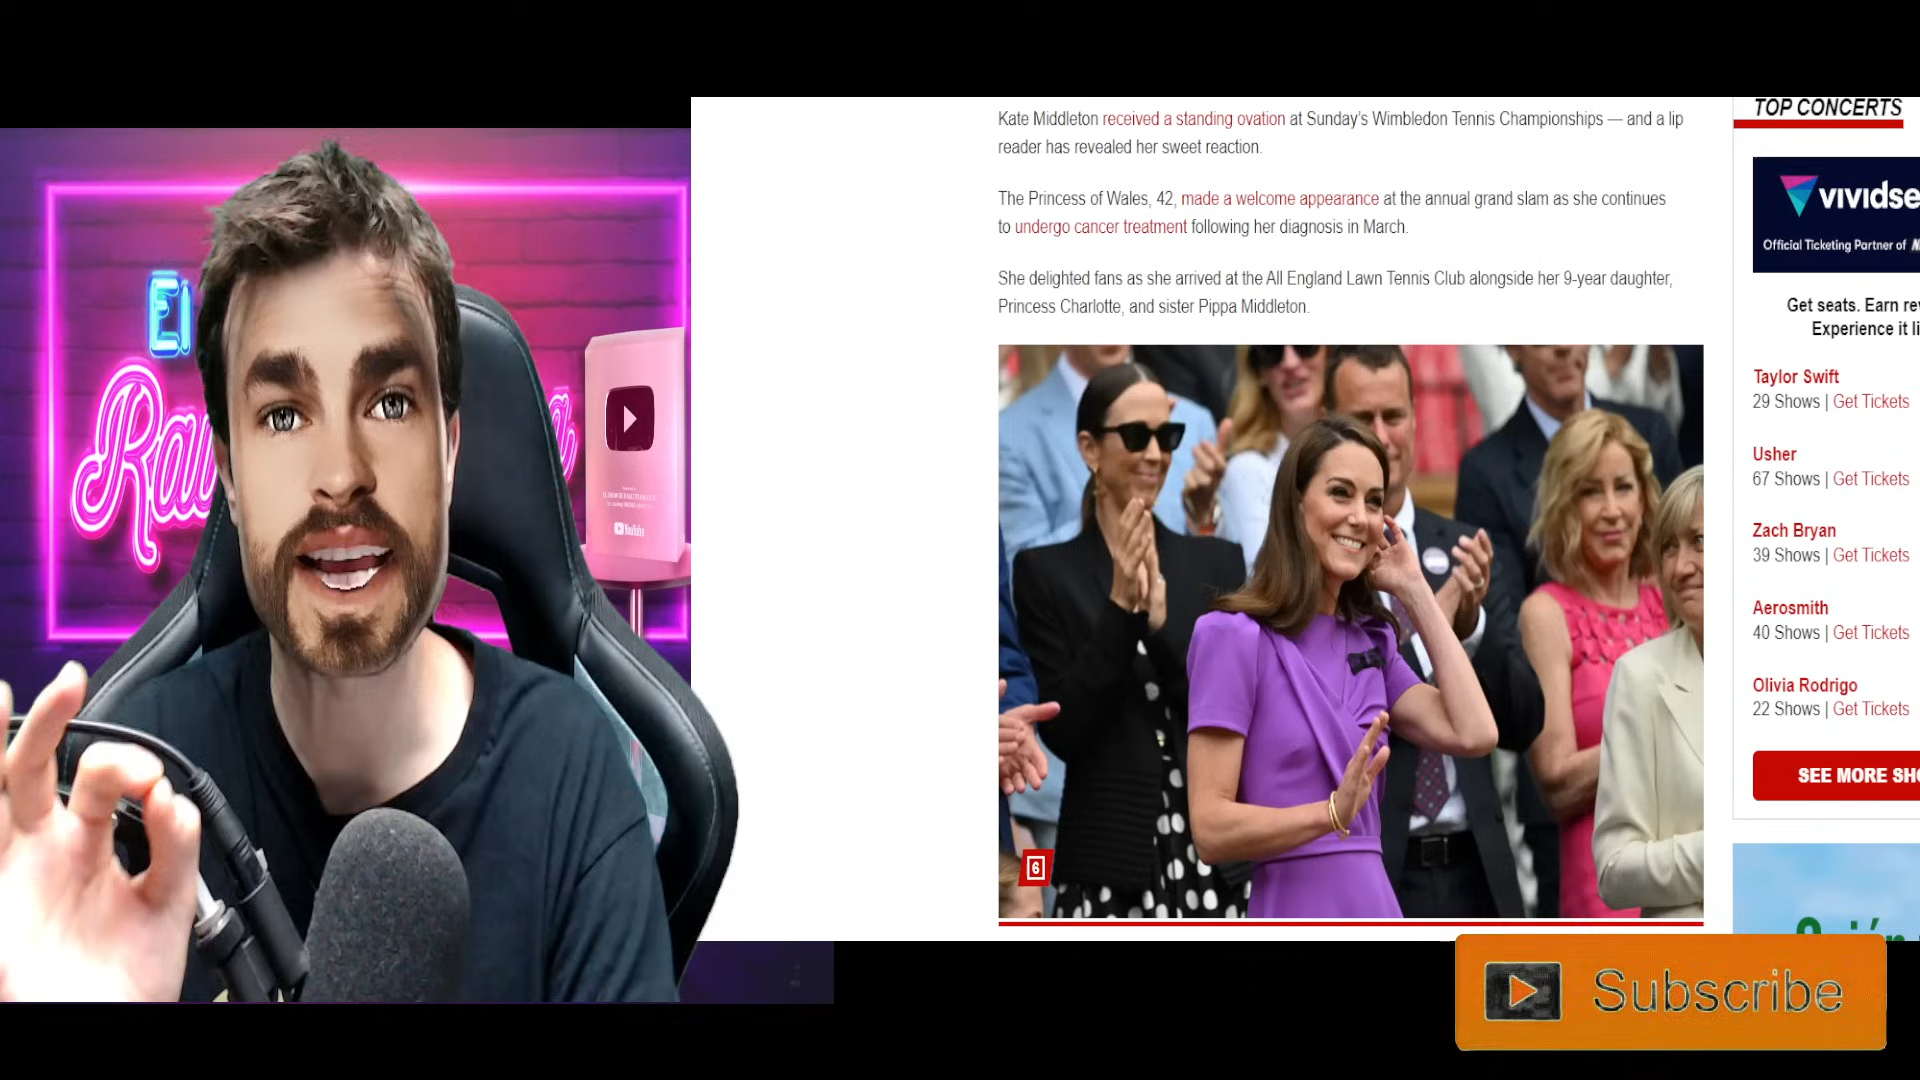 El
Kate Middleton received a standing ovation at Sunday's Wimbledon Tennis Championships — and a lip
reader has revealed her sweet reaction.
The Princess of Wales, 42, made a welcome appearance at the annual grand slam as she continues
to undergo cancer treatment following her diagnosis in March.
She delighted fans as she arrived at the All England Lawn Tennis Club alongside her 9-year daughter,
Princess Charlotte, and sister Pippa Middleton.
6
YouTube
TOP CONCERTS
vividse
Official Ticketing Partner of
Get seats. Earn re
Experience it li
Taylor Swift
29 Shows | Get Tickets
Usher
67 Shows | Get Tickets
Zach Bryan
39 Shows | Get Tickets
Aerosmith
40 Shows | Get Tickets
Olivia Rodrigo
22 Shows | Get Tickets
SEE MORE SHO
Subscribe